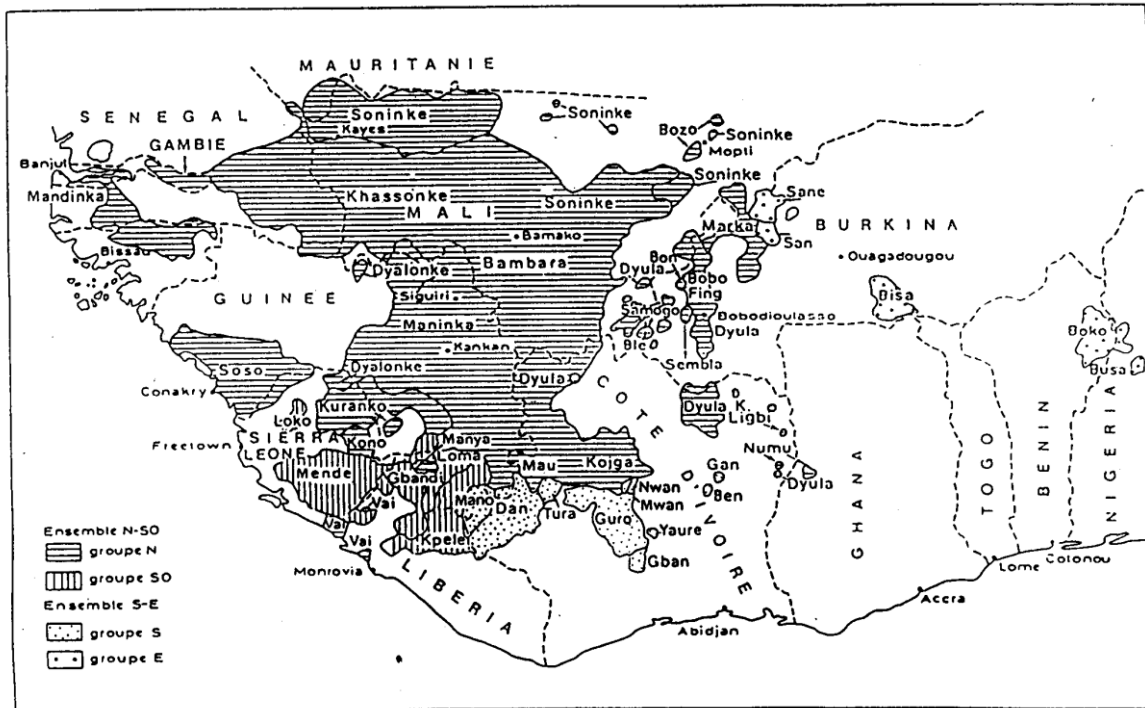 MAURITANIE
SENEGAL
Soninke
Kayes
Soninke
Bozo
Soninke
Mopti
GAMBIE
Banjul
Mandinka
Soninke
Sane
Khassonke
Soninke
MALI
Marka
San
BURKINA
Bamako
Ouagadougou
Bissau
Dyalonke
Bambara
Bon
Dyula
Bobo
Fing
Bisa
GUINEE
Siguiri
Samogo
Bobodioulasso
Dyula
Boko
Maninka
Ble
Kankan
Sembla
Busa
Soso
Dyalonke
Dyula
Conakry
COTE D'IVOIRE
Kuranko
Dyula
K.
Ligbi
Loko
Freetown
SIERRA
LEONE
Kono
Manya
Loma
Numu
Mende
Gbandi
Mau
Kojga
Gan
Dyula
GHANA
TOGO
BENIN
NIGERIA
Nwan
Mwan
Ben
Vai
Mano
Dan
Tura
Guro
Vai
Yaure
Vai
Kpele
Gban
Monrovia
LIBERIA
Lome
Cotonou
Accra
Abidjan
Ensemble N-SO
groupe N
groupe SO
Ensemble S-E
groupe S
groupe E